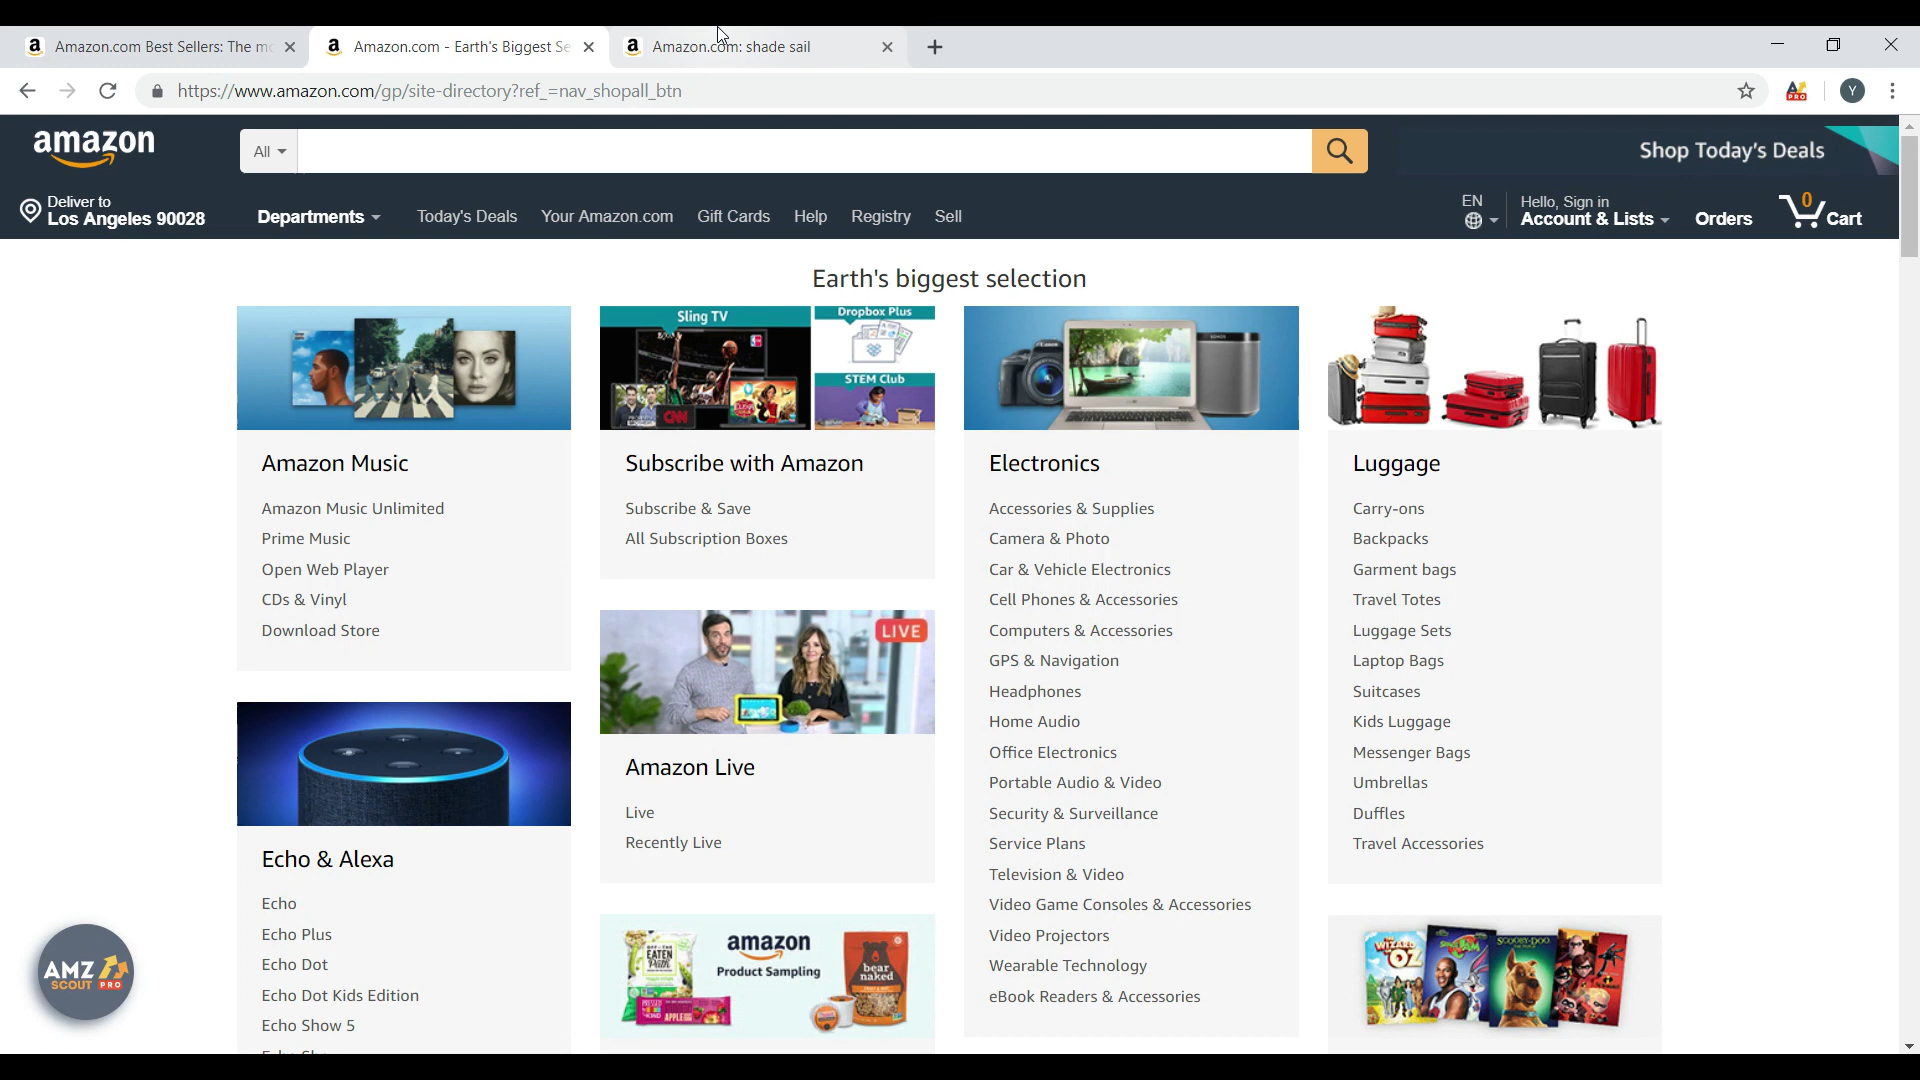 Amazon.com Best Sellers: The mo
Amazon.com - Earth's Biggest Se
Amazon.com: shade sail
https://www.amazon.com/gp/site-directory?ref_=nav_shopall_btn
Y
amazon
All
Shop Today's Deals
Deliver to
Los Angeles 90028
Departments
Today's Deals
Your Amazon.com
Gift Cards
Help
Registry
Sell
EN
Hello, Sign in
Account & Lists
Orders
0
Cart
Earth's biggest selection
Amazon Music
Amazon Music Unlimited
Prime Music
Open Web Player
CDs & Vinyl
Download Store
Echo & Alexa
Echo
Echo Plus
Echo Dot
Echo Dot Kids Edition
Echo Show 5
Sling TV
CNN
Dropbox Plus
STEM Club
Subscribe with Amazon
Subscribe & Save
All Subscription Boxes
LIVE
Amazon Live
Live
Recently Live
amazon
Product Sampling
OFF THE
EATEN
Path
bear
naked
APPLE
Canon
SONOS
Electronics
Accessories & Supplies
Camera & Photo
Car & Vehicle Electronics
Cell Phones & Accessories
Computers & Accessories
GPS & Navigation
Headphones
Home Audio
Office Electronics
Portable Audio & Video
Security & Surveillance
Service Plans
Television & Video
Video Game Consoles & Accessories
Video Projectors
Wearable Technology
eBook Readers & Accessories
Luggage
Carry-ons
Backpacks
Garment bags
Travel Totes
Luggage Sets
Laptop Bags
Suitcases
Kids Luggage
Messenger Bags
Umbrellas
Duffles
Travel Accessories
WIZARD
OZ
SPACE JAM
SCOOBY-DOO
AMZ
SCOUT PRO